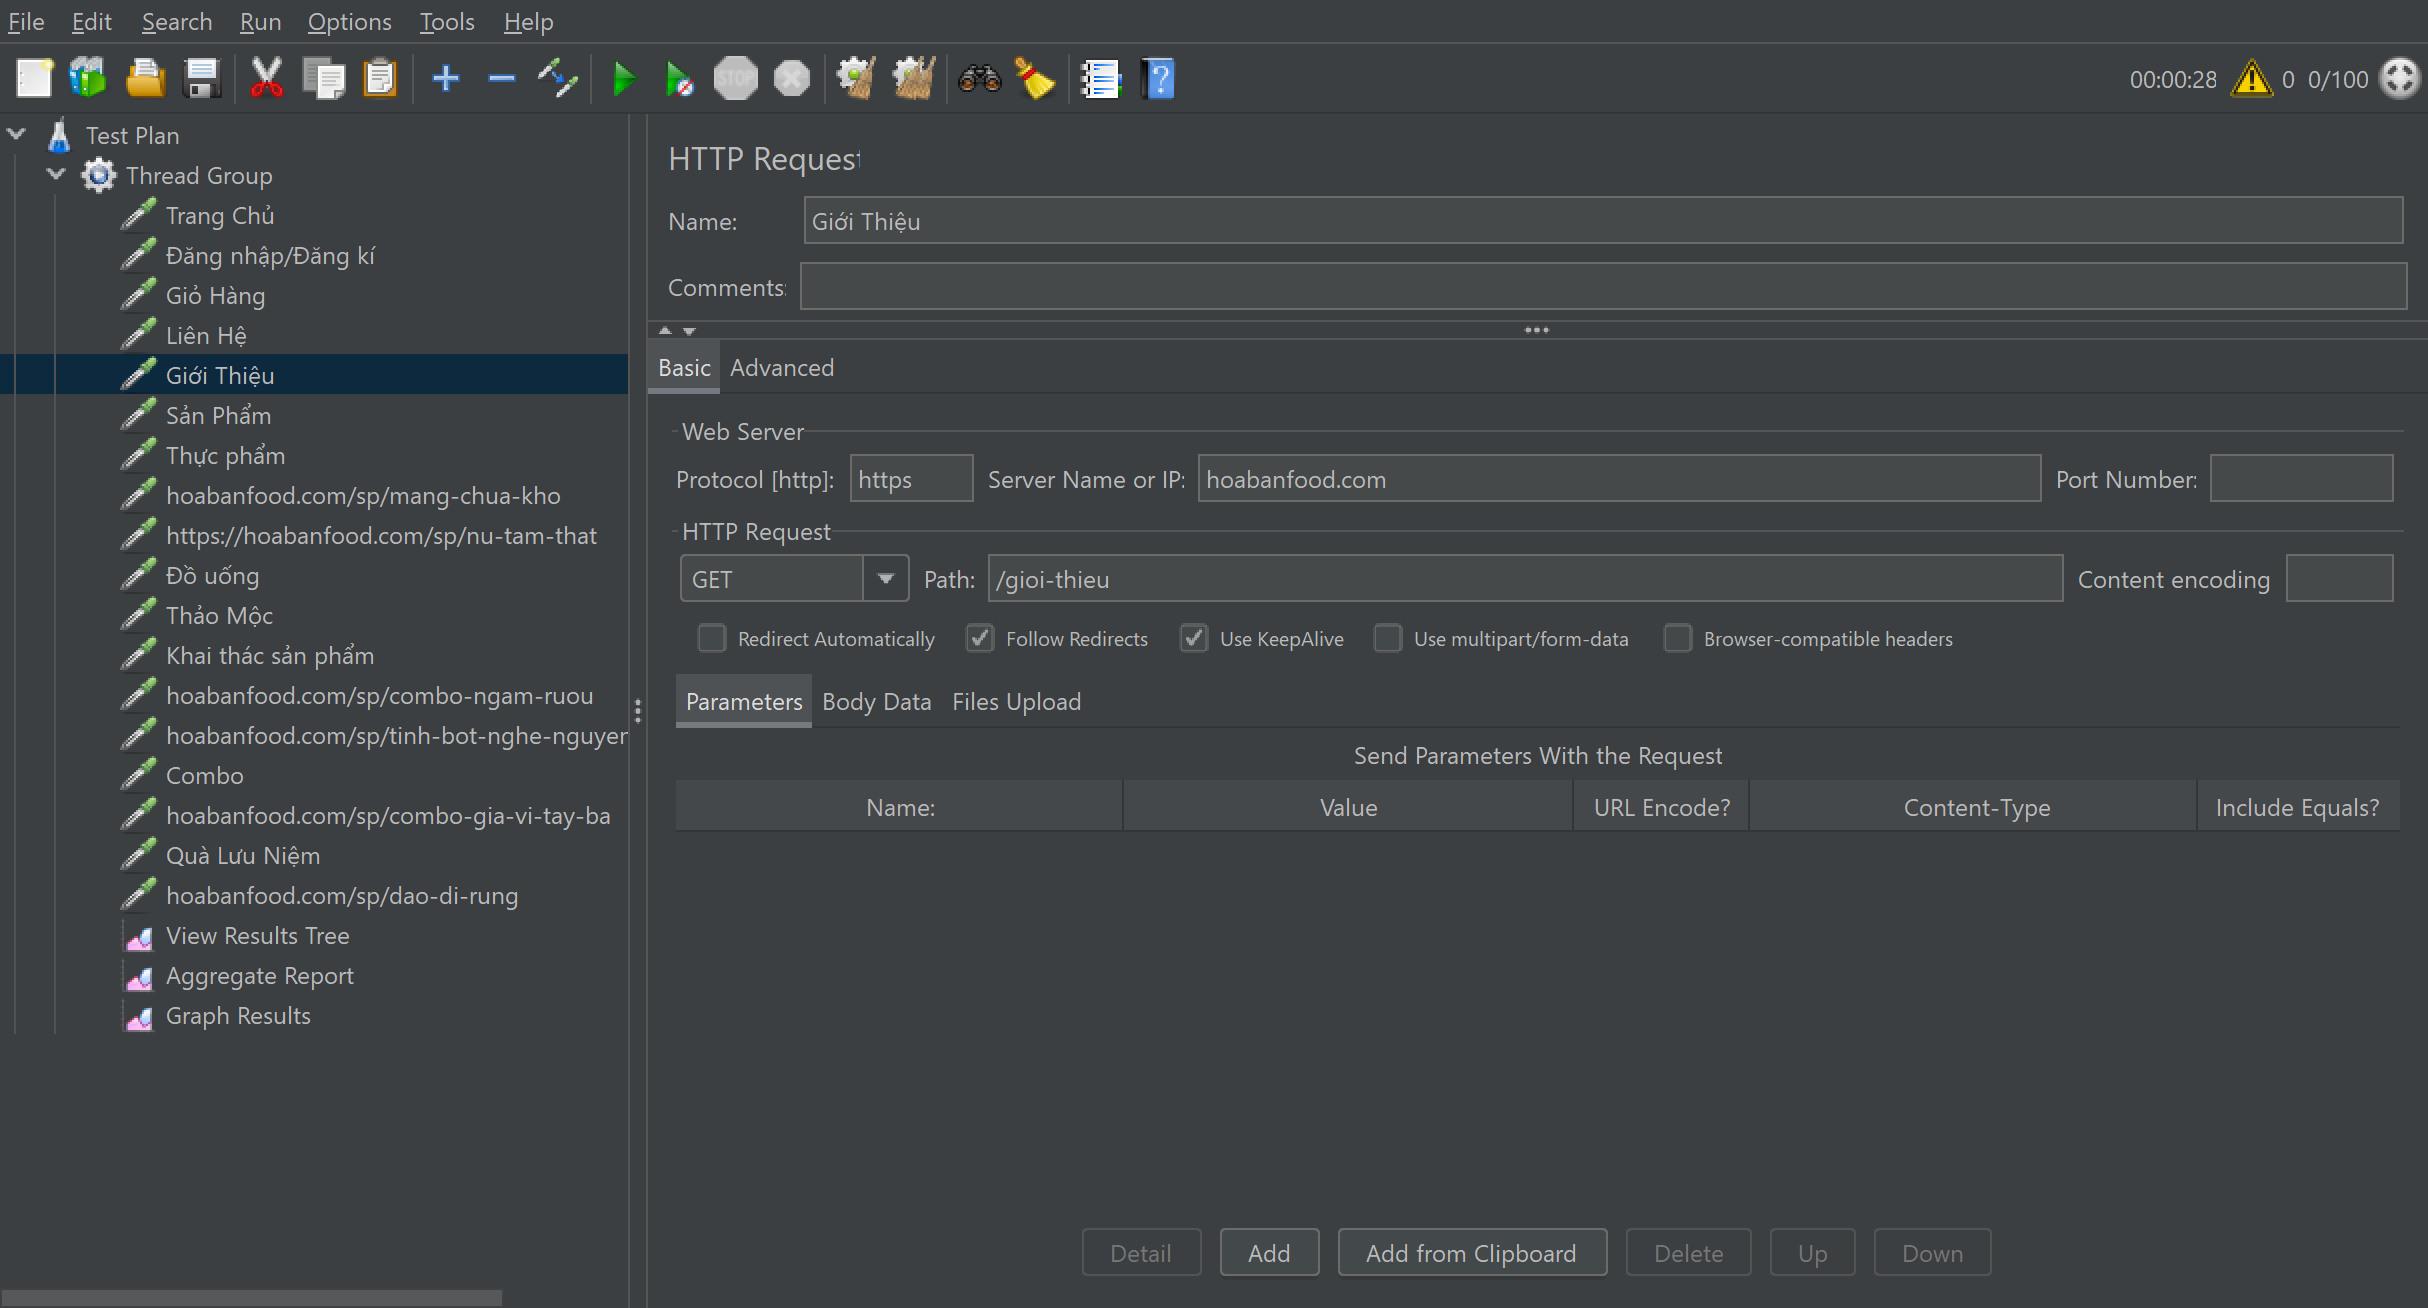 File Edit Search Run Options Tools Help
STOP
00:00:28 0 0/100
Test Plan
Thread Group
Trang Chủ
Đăng nhập/Đăng kí
Giỏ Hàng
Liên Hệ
Giới Thiệu
Sản Phẩm
Thực phẩm
hoabanfood.com/sp/mang-chua-kho
https://hoabanfood.com/sp/nu-tam-that
Đồ uống
Thảo Mộc
Khai thác sản phẩm
hoabanfood.com/sp/combo-ngam-ruou
hoabanfood.com/sp/tinh-bot-nghe-nguyer
Combo
hoabanfood.com/sp/combo-gia-vi-tay-ba
Quà Lưu Niệm
hoabanfood.com/sp/dao-di-rung
View Results Tree
Aggregate Report
Graph Results
HTTP Request
Name: Giới Thiệu
Comments:
Basic Advanced
Web Server
Protocol [http]: https Server Name or IP: hoabanfood.com Port Number:
HTTP Request
GET Path: /gioi-thieu Content encoding
Redirect Automatically Follow Redirects Use KeepAlive Use multipart/form-data Browser-compatible headers
Parameters Body Data Files Upload
Send Parameters With the Request
Name: Value URL Encode? Content-Type Include Equals?
Detail Add Add from Clipboard Delete Up Down